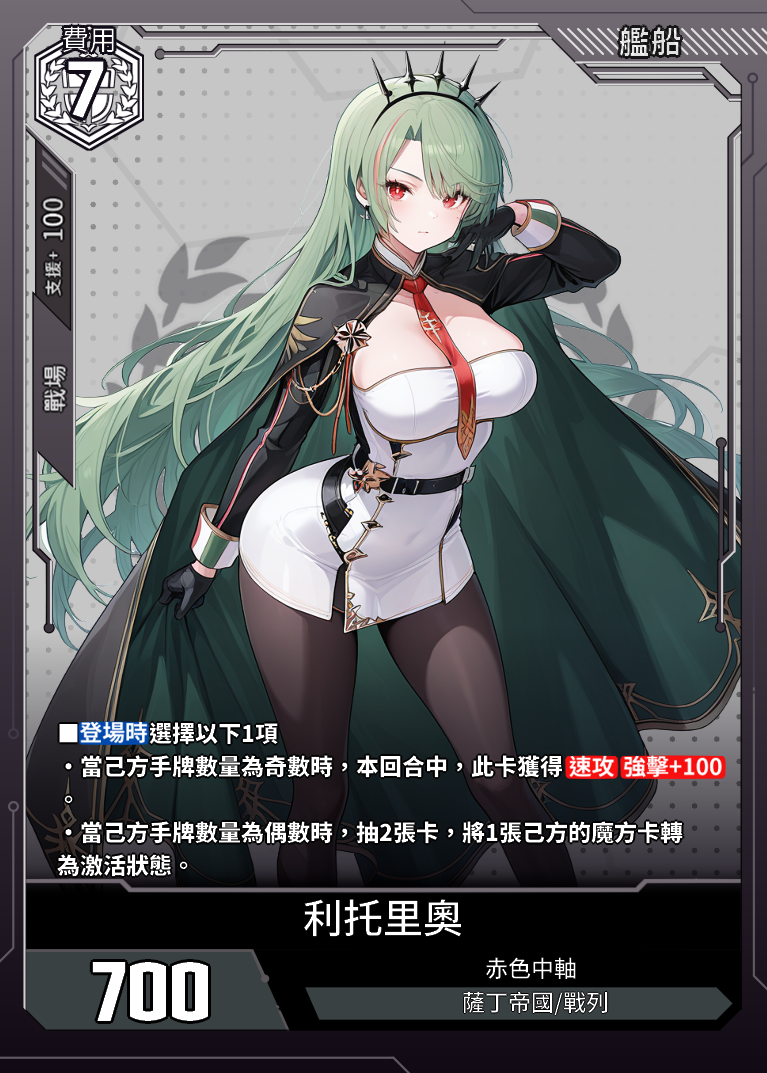 費用
7
艦船
支援+ 100
戰場
■登場時選擇以下1項
・當己方手牌數量為奇數時，本回合中，此卡獲得 速攻 強擊+100
。
・當己方手牌數量為偶數時，抽2張卡，將1張己方的魔方卡轉
為激活狀態。
利托里奧
700
赤色中軸
薩丁帝國/戰列